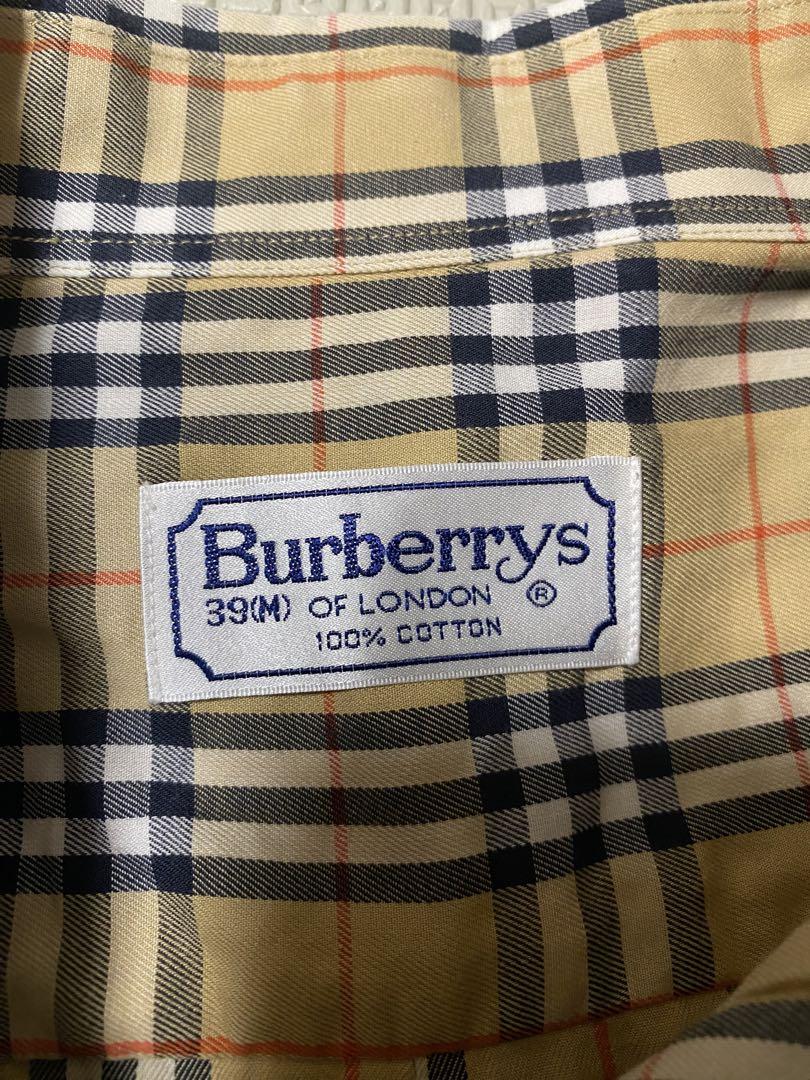 Burberrys
39(M) OF LONDON ®
100% COTTON